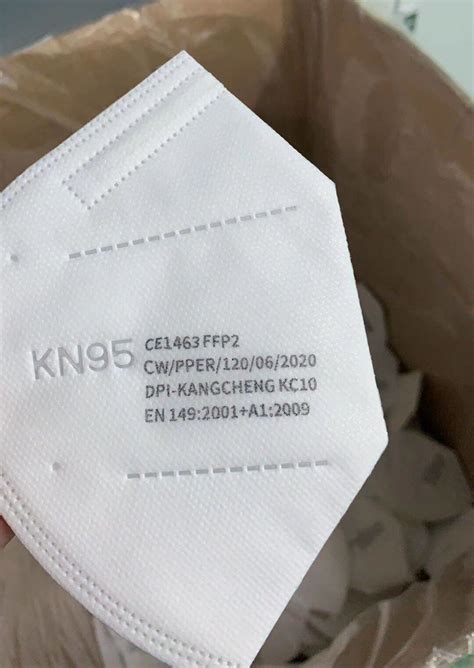 KN95
CE1463 FFP2
CW/PPER/120/06/2020
DPI-KANGCHENG KC10
EN 149:2001+A1:2009